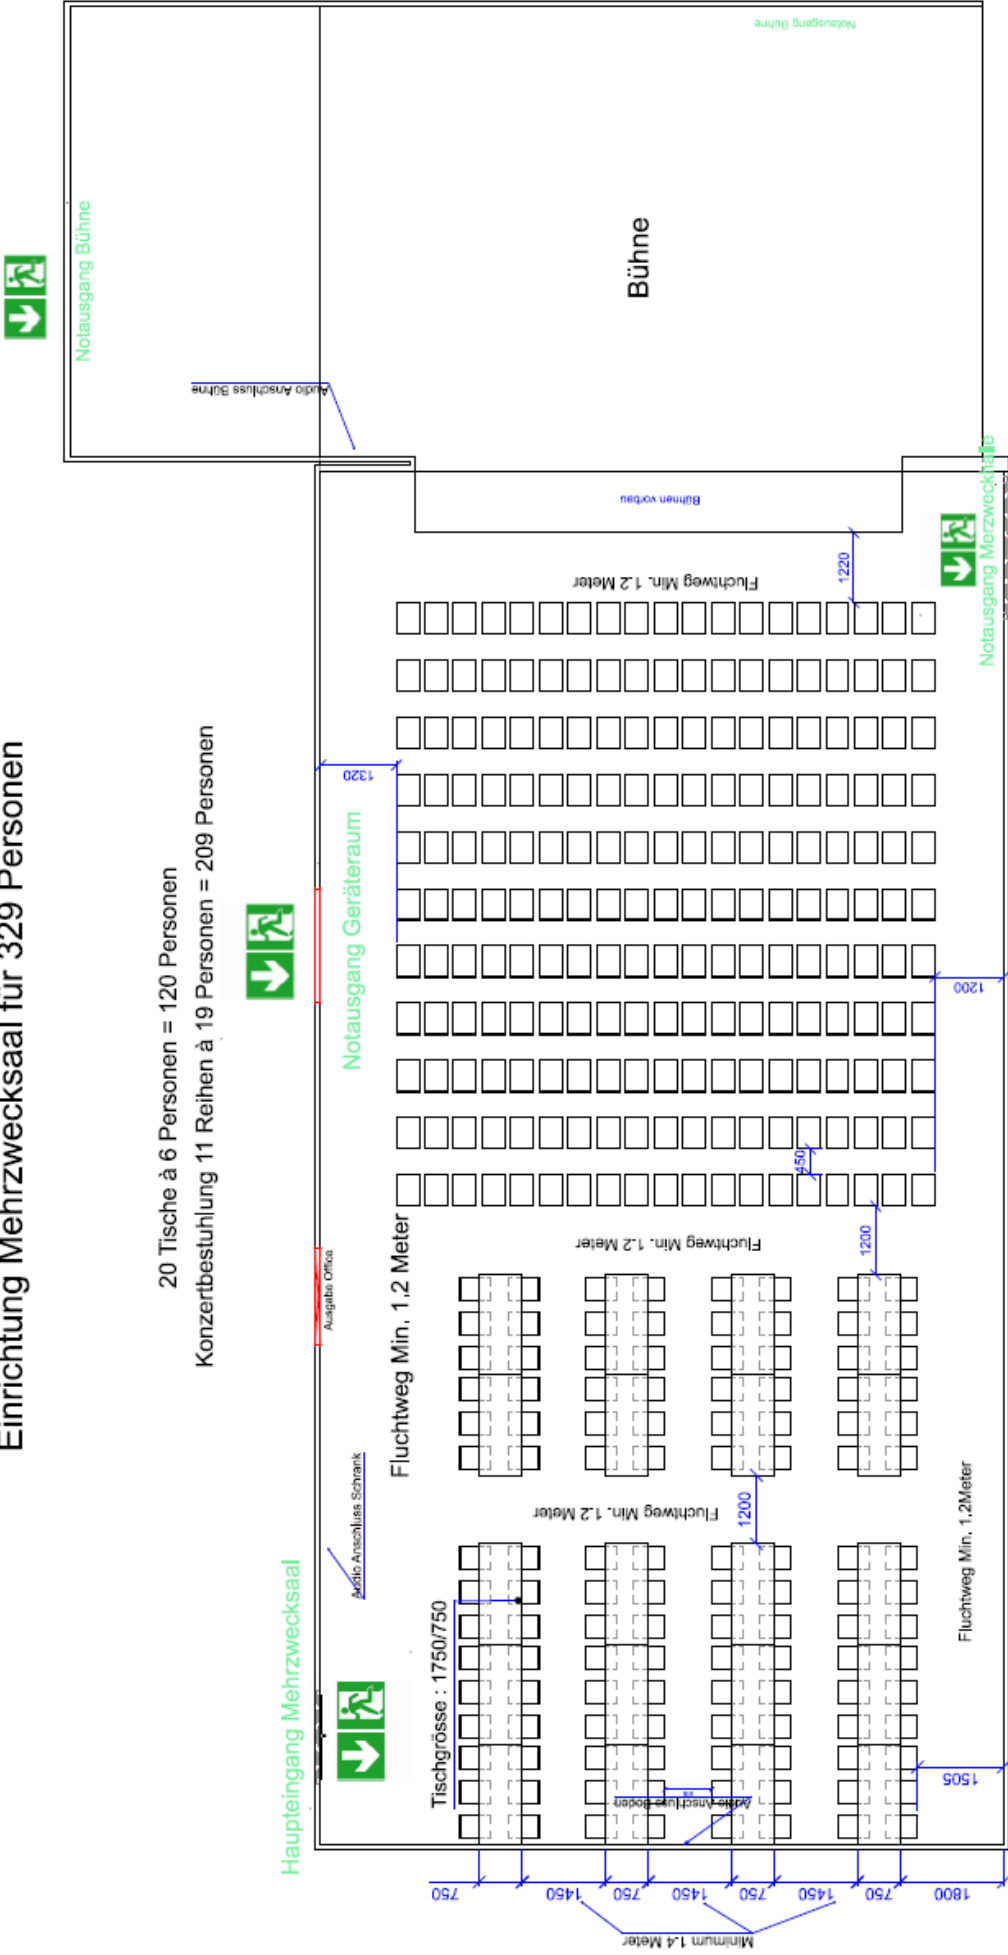 Einrichtung Mehrzwecksaal für 329 Personen
20 Tische à 6 Personen = 120 Personen
Konzertbestuhlung 11 Reihen à 19 Personen = 209 Personen
Notausgang Bühne
Notausgang Bühne
Audio Anschluss Bühne
Bühne
Bühnen vorbau
Notausgang Merzweckhalle
Fluchtweg Min. 1.2 Meter
1220
1320
Notausgang Geräteraum
1200
450
Ausgabe Office
Fluchtweg Min. 1.2 Meter
Fluchtweg Min. 1.2 Meter
1200
Audio Anschluss Schrank
Fluchtweg Min. 1.2 Meter
1200
Fluchtweg Min. 1.2Meter
Haupteingang Mehrzwecksaal
Tischgrösse : 1750/750
Audio Anschluss Boden
1505
750
1450
750
1450
750
1450
750
1800
Minimum 1.4 Meter